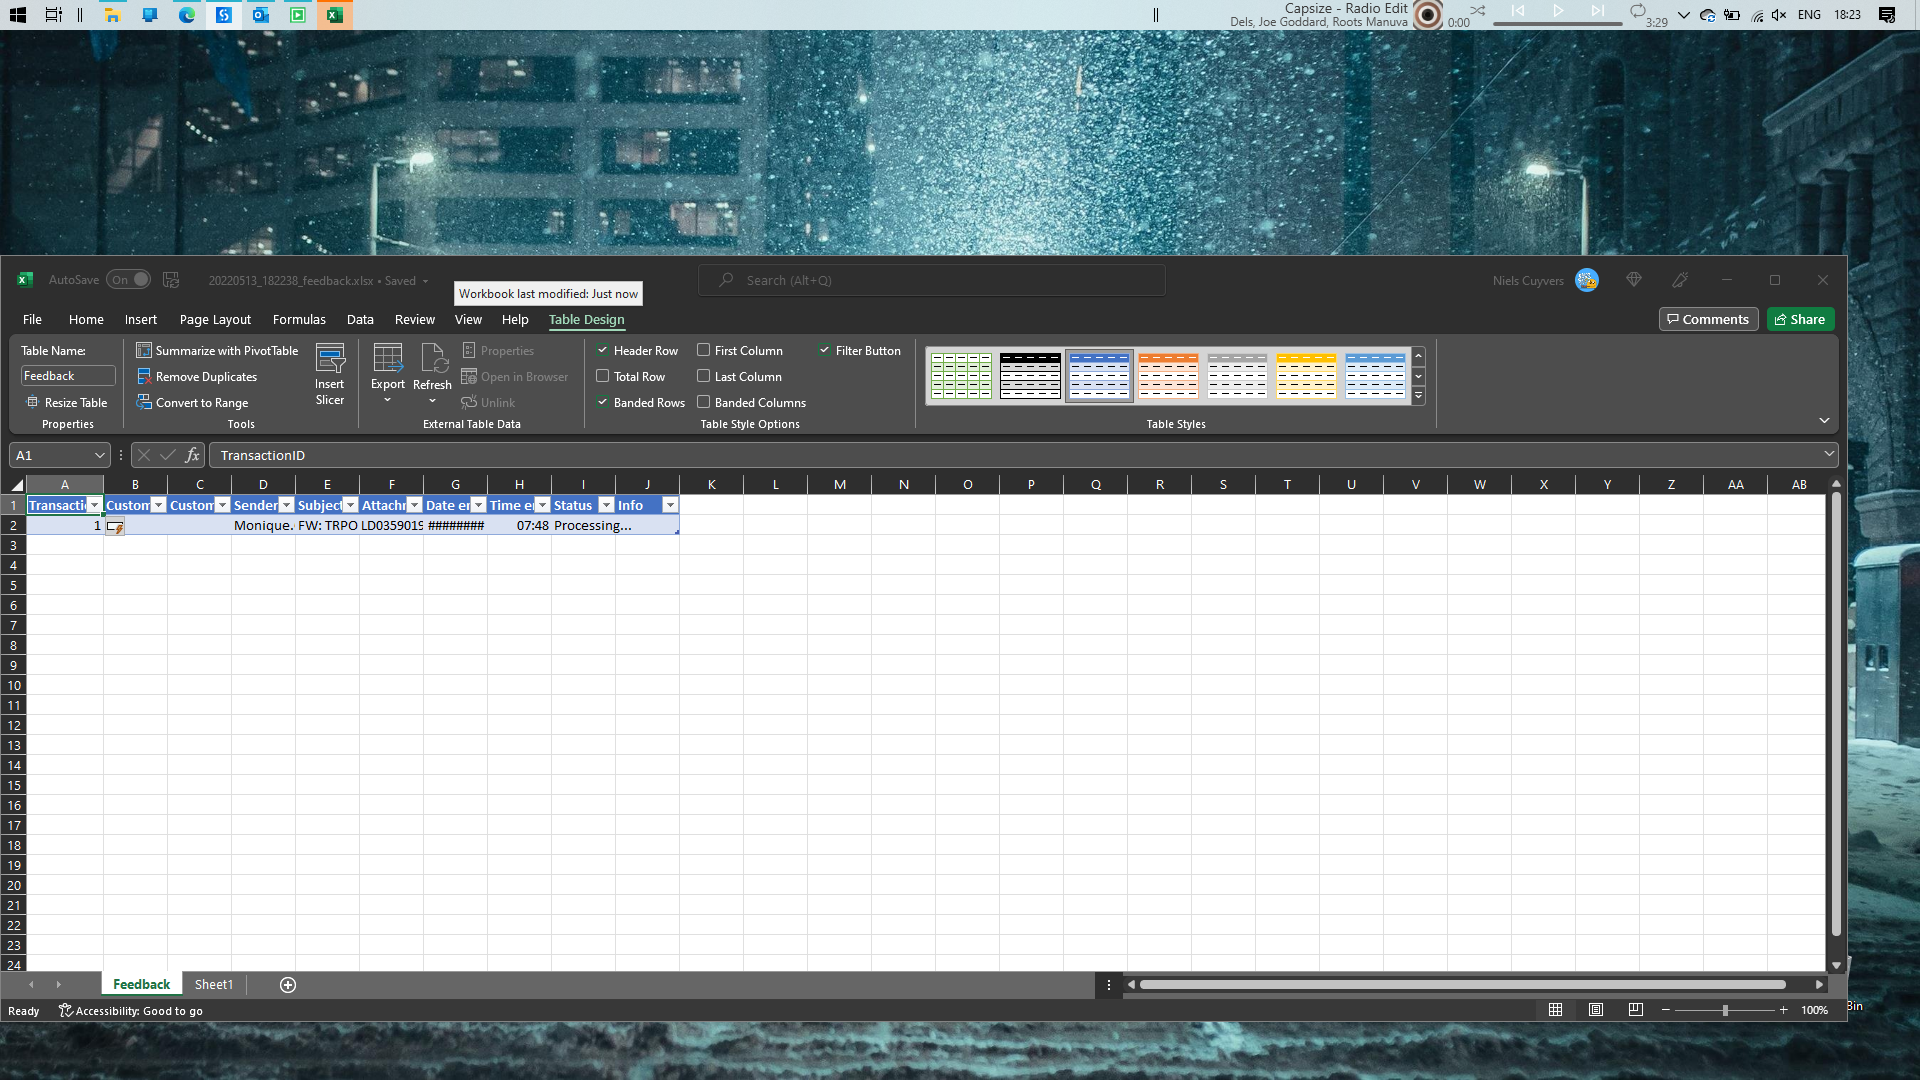 Capsize - Radio Edit
Dels, Joe Goddard, Roots Manuva
0:00
3:29
ENG
18:23
AutoSave
On
20220513_182238_feedback.xlsx • Saved
Search (Alt+Q)
Niels Cuyvers
Workbook last modified: Just now
File Home Insert Page Layout Formulas Data Review View Help Table Design
Comments
Share
Table Name:
Feedback
Resize Table
Properties
Summarize with PivotTable
Remove Duplicates
Convert to Range
Tools
Insert
Slicer
Export
Refresh
Properties
Open in Browser
Unlink
External Table Data
Header Row
Total Row
Banded Rows
First Column
Last Column
Banded Columns
Filter Button
Table Style Options
Table Styles
A1
fx
TransactionID
A B C D E F G H I J K L M N O P Q R S T U V W X Y Z AA AB
1 Transacti Custom Custom Sender Subject Attachr Date er Time er Status Info
2 1 Monique. FW: TRPO LD0359019 ######## 07:48 Processing...
3
4
5
6
7
8
9
10
11
12
13
14
15
16
17
18
19
20
21
22
23
24
Feedback
Sheet1
Ready
Accessibility: Good to go
100%
Bin